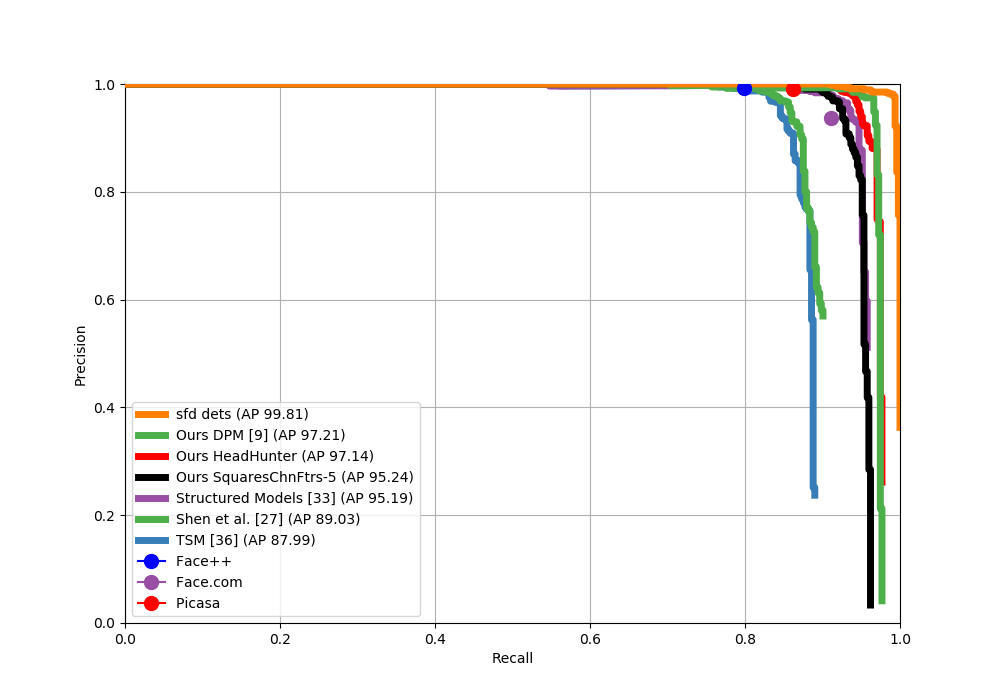 1.0
0.8
0.6
0.4
0.2
0.0
Precision
sfd dets (AP 99.81)
Ours DPM [9] (AP 97.21)
Ours HeadHunter (AP 97.14)
Ours SquaresChnFtrs-5 (AP 95.24)
Structured Models [33] (AP 95.19)
Shen et al. [27] (AP 89.03)
TSM [36] (AP 87.99)
Face++
Face.com
Picasa
0.0 0.2 0.4 0.6 0.8 1.0
Recall